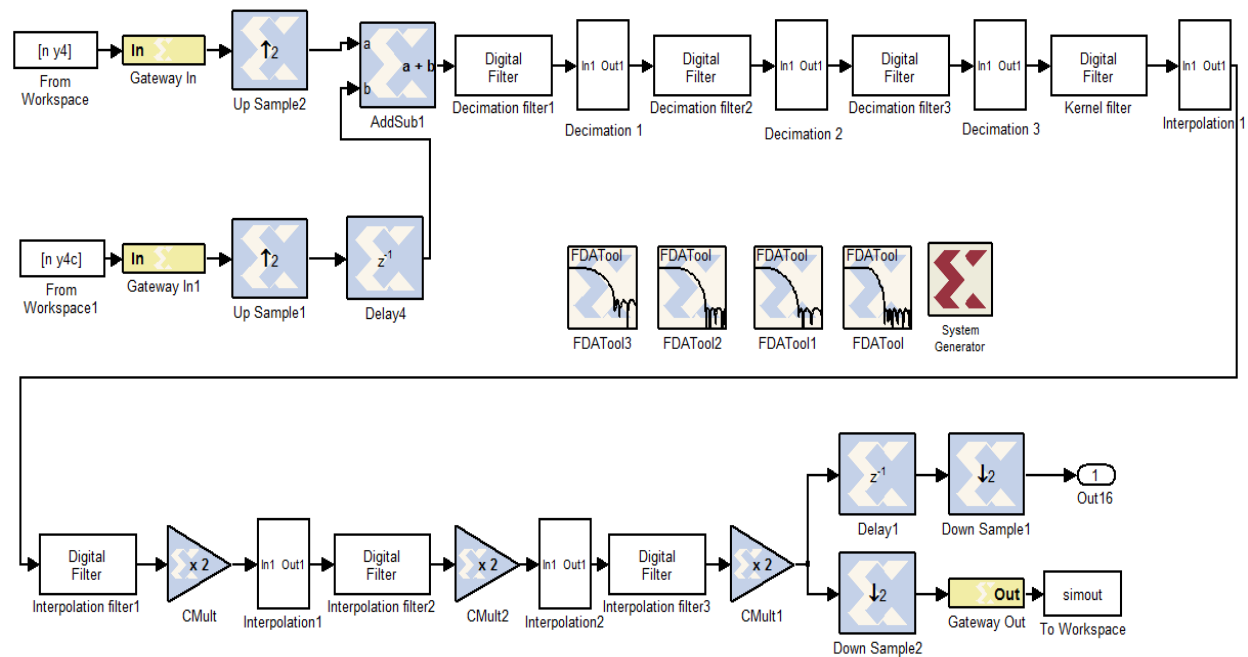 [n y4]
From
Workspace
In
Gateway In
↑2
Up Sample2
a
b
a + b
AddSub1
Digital
Filter
Decimation filter1
In1 Out1
Decimation 1
Digital
Filter
Decimation filter2
In1 Out1
Decimation 2
Digital
Filter
Decimation filter3
In1 Out1
Decimation 3
Digital
Filter
Kernel filter
In1 Out1
Interpolation 1
[n y4c]
From
Workspace1
In
Gateway In1
↑2
Up Sample1
z-1
Delay4
FDATool
FDATool3
FDATool
FDATool2
FDATool
FDATool1
FDATool
FDATool
System
Generator
Digital
Filter
Interpolation filter1
x 2
CMult
In1 Out1
Interpolation1
Digital
Filter
Interpolation filter2
x 2
CMult2
In1 Out1
Interpolation2
Digital
Filter
Interpolation filter3
x 2
CMult1
z-1
Delay1
↓2
Down Sample1
1
Out16
↓2
Down Sample2
Out
Gateway Out
simout
To Workspace